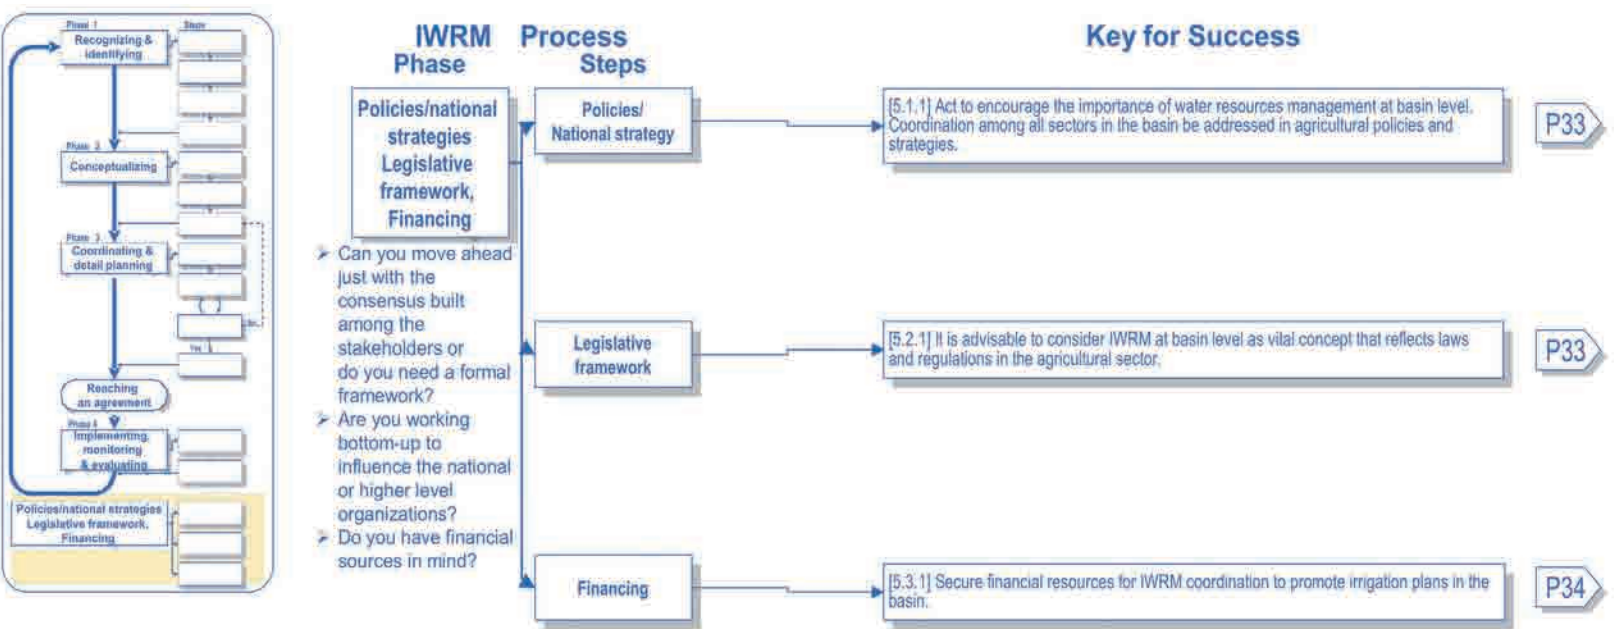 Phase 1
Steps
Recognizing &
identifying
Phase 2
Conceptualizing
Phase 3
Coordinating &
detail planning
No
Yes
Reaching
an agreement
Phase 4
Implementing,
monitoring
& evaluating
Policies/national strategies
Legislative framework,
Financing
IWRM Process
Phase Steps
Key for Success
Policies/national
strategies
Legislative
framework,
Financing
Policies/
National strategy
[5.1.1] Act to encourage the importance of water resources management at basin level.
Coordination among all sectors in the basin be addressed in agricultural policies and
strategies.
P33
➢ Can you move ahead
just with the
consensus built
among the
stakeholders or
do you need a formal
framework?
➢ Are you working
bottom-up to
influence the national
or higher level
organizations?
➢ Do you have financial
sources in mind?
Legislative
framework
[5.2.1] It is advisable to consider IWRM at basin level as vital concept that reflects laws
and regulations in the agricultural sector.
P33
Financing
[5.3.1] Secure financial resources for IWRM coordination to promote irrigation plans in the
basin.
P34